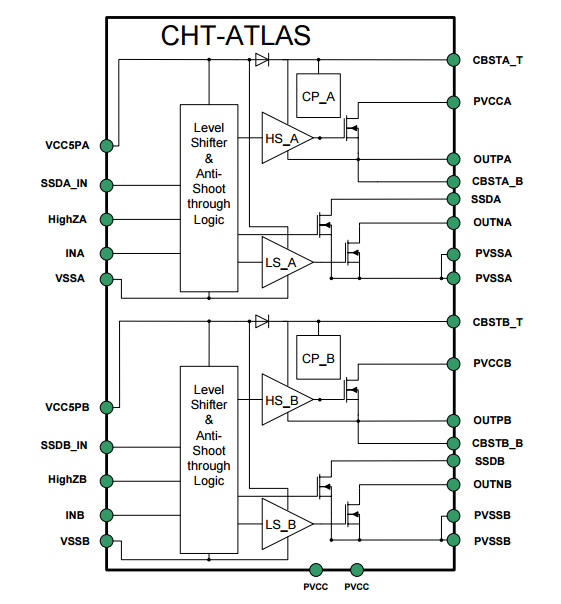 CHT-ATLAS
CBSTA_T
CP_A
PVCCA
Level
Shifter
&
Anti-
Shoot
through
Logic
HS_A
VCC5PA
OUTPA
SSDA_IN
CBSTA_B
SSDA
HighZA
OUTNA
INA
PVSSA
LS_A
VSSA
PVSSA
CBSTB_T
CP_B
PVCCB
Level
Shifter
&
Anti-
Shoot
through
Logic
HS_B
VCC5PB
OUTPB
SSDB_IN
CBSTB_B
SSDB
HighZB
OUTNB
INB
PVSSB
LS_B
VSSB
PVSSB
PVCC
PVCC